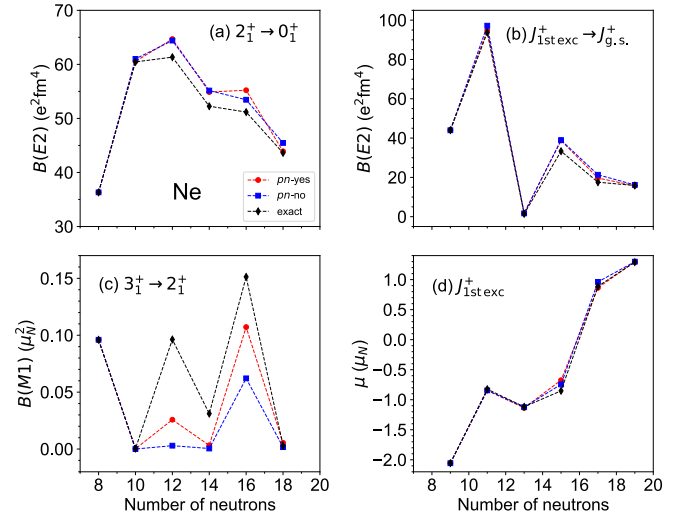 (a) 2₁⁺ → 0₁⁺
B(E2) (e²fm⁴)
70
60
50
40
30
Ne
pn-yes
pn-no
exact
(b) J⁺₁ₛₜ ₑₓc → J⁺g.s.
B(E2) (e²fm⁴)
100
80
60
40
20
0
(c) 3₁⁺ → 2₁⁺
B(M1) (μ²_N)
0.15
0.10
0.05
0.00
8 10 12 14 16 18 20
Number of neutrons
(d) J⁺₁ₛₜ ₑₓc
μ (μ_N)
1.0
0.5
0.0
−0.5
−1.0
−1.5
−2.0
8 10 12 14 16 18 20
Number of neutrons